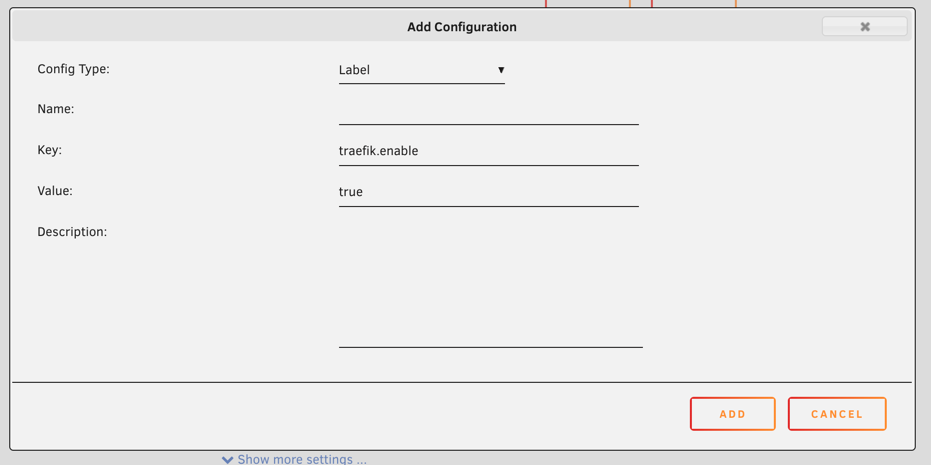 Add Configuration
Config Type:
Label
Name:
Key:
traefik.enable
Value:
true
Description:
ADD
CANCEL
Show more settings ...